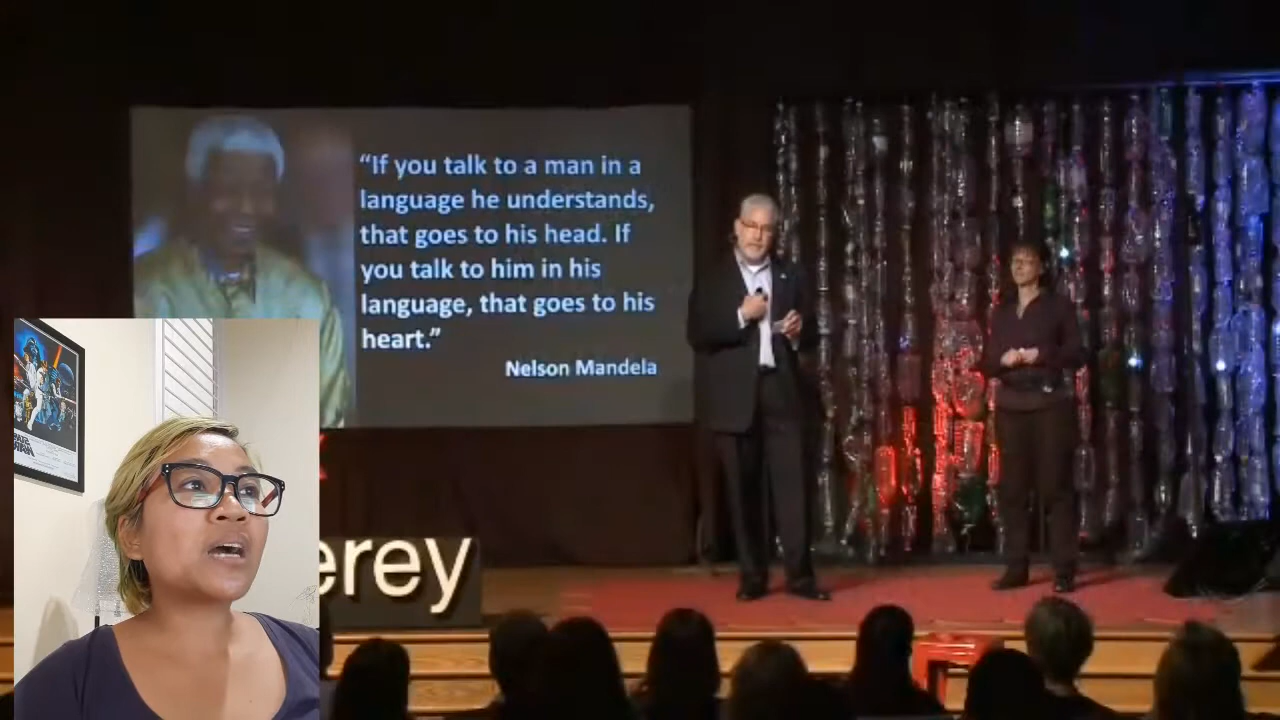 “If you talk to a man in a
language he understands,
that goes to his head. If
you talk to him in his
language, that goes to his
heart.”
Nelson Mandela
erey